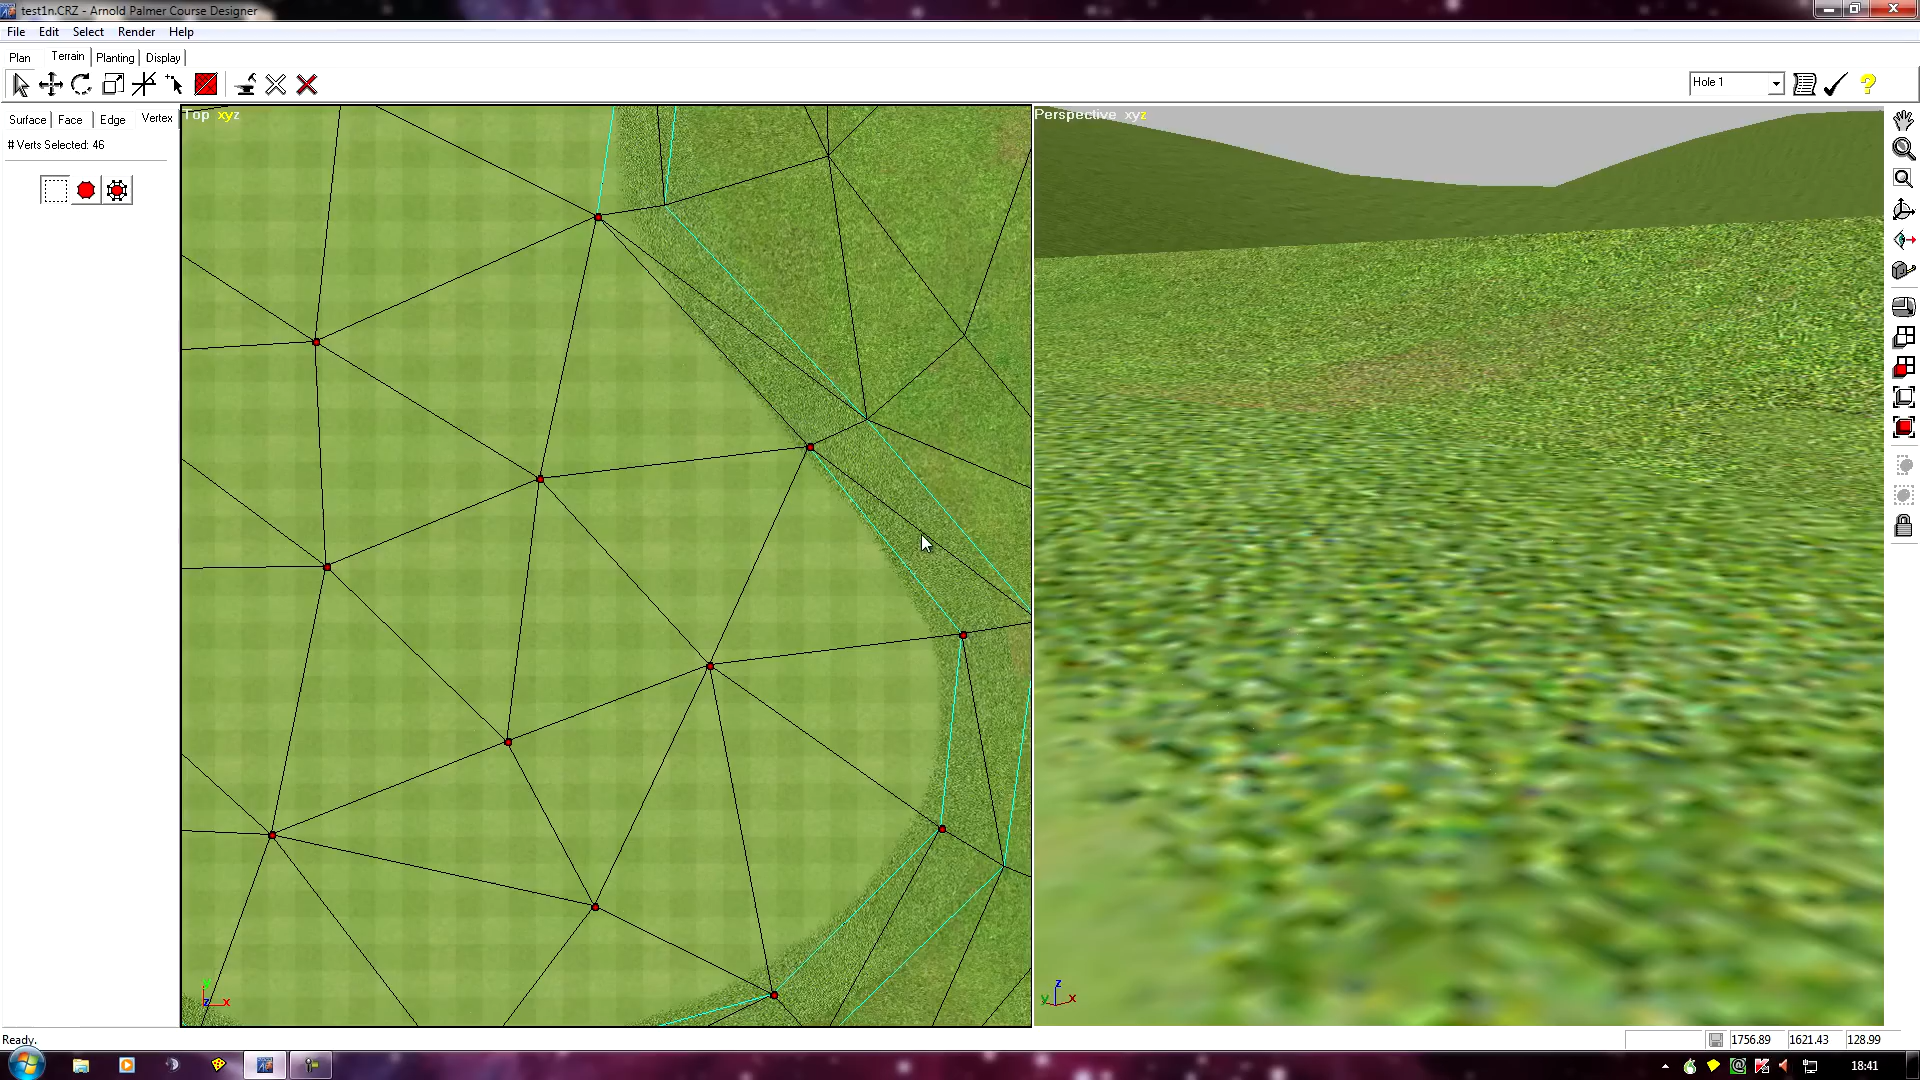 test1n.CRZ - Arnold Palmer Course Designer
File Edit Select Render Help
Plan Terrain Planting Display
Hole 1
Surface Face Edge Vertex
# Verts Selected: 46
Top xyz
Perspective xyz
y z x
z y x
Ready.
1756.89 1621.43 128.99
18:41